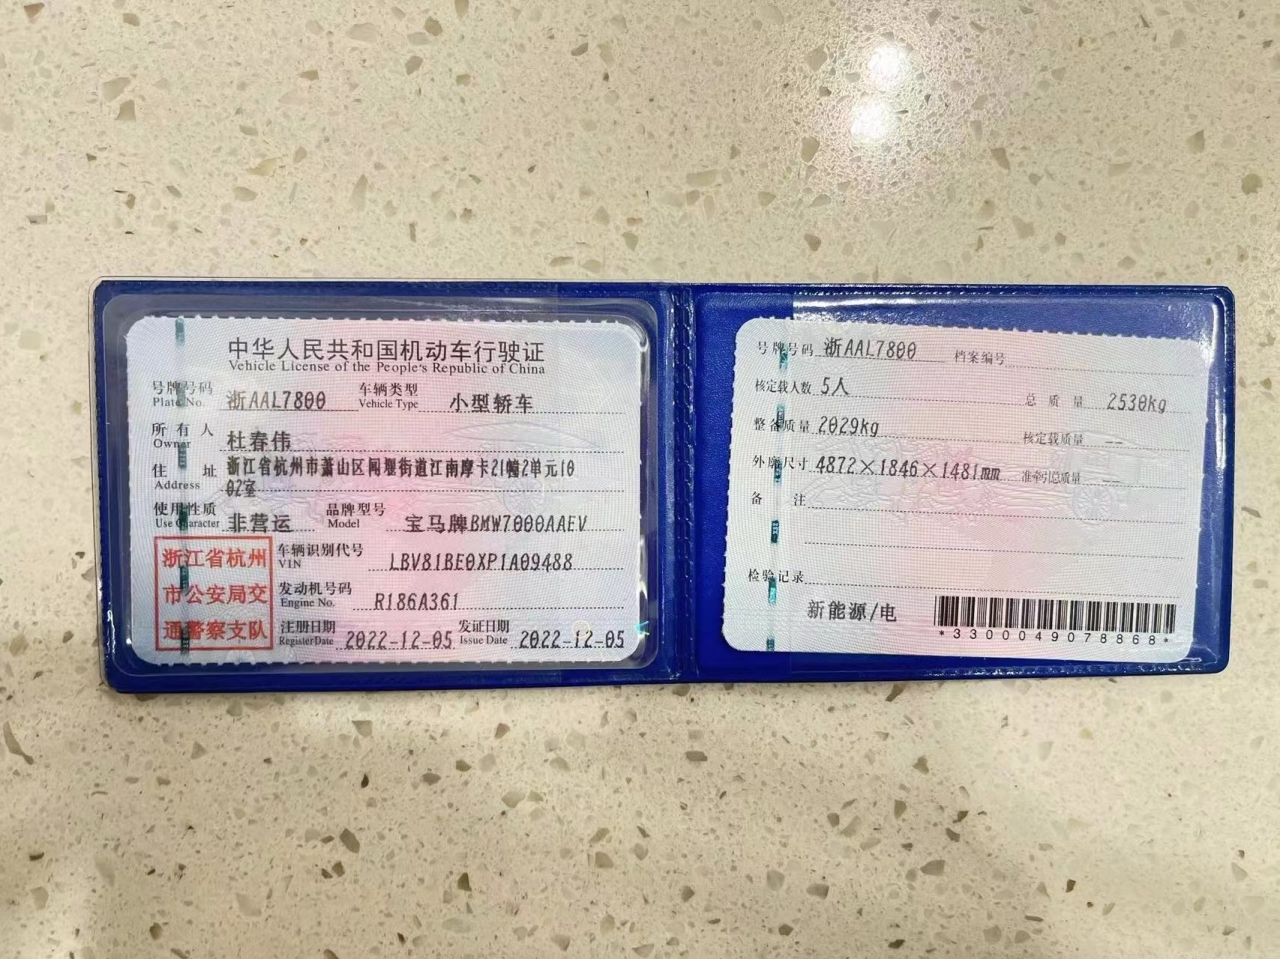 中华人民共和国机动车行驶证
Vehicle License of the People's Republic of China
号牌号码 浙AAL7800 车辆类型 小型轿车
Plate No. Vehicle Type
所有人 杜春伟
Owner
住址 浙江省杭州市萧山区闻堰街道江南摩卡21幢2单元10
Address 02室
使用性质 非营运 品牌型号 宝马牌BMW7000AAEV
Use Character Model
浙江省杭州
市公安局交
通警察支队
车辆识别代号 LBV81BE0XP1A09488
VIN
发动机号码 R186A361
Engine No.
注册日期 2022-12-05 发证日期 2022-12-05
Register Date Issue Date
号牌号码 浙AAL7800 档案编号
核定载人数 5人 总质量 2530kg
整备质量 2029kg 核定载质量 --
外廓尺寸 4872×1846×1481mm 准牵引总质量 --
备注
检验记录
新能源/电
*3300049078868*